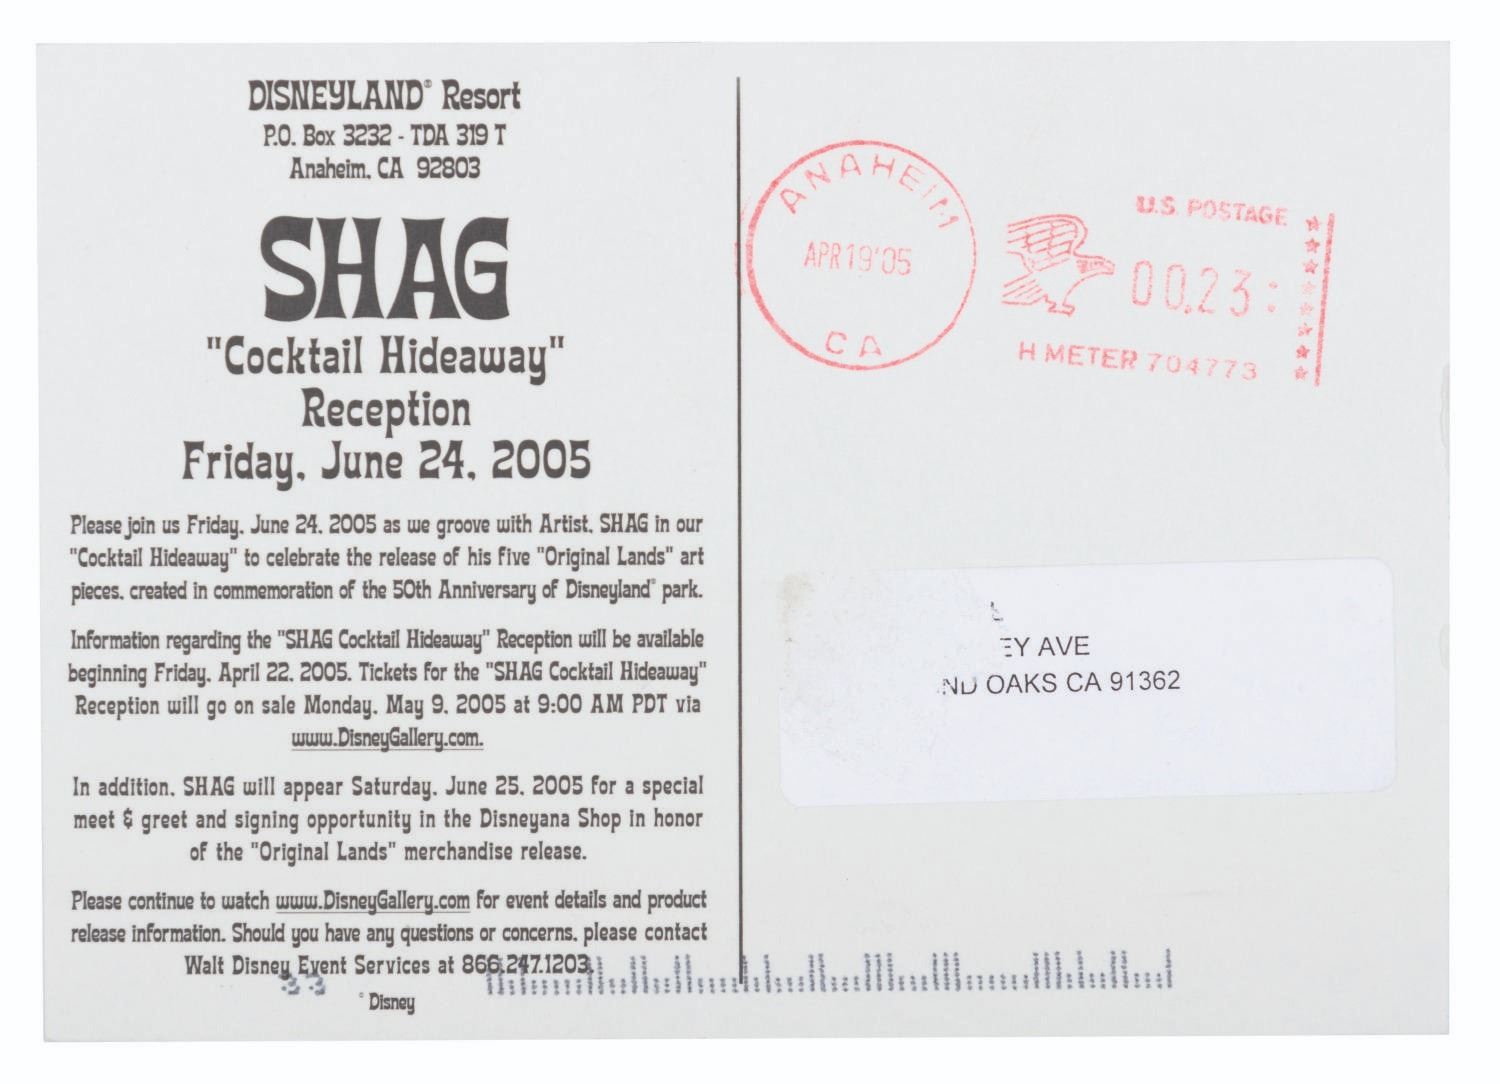 DISNEYLAND® Resort
P.O. Box 3232 - TDA 319 T
Anaheim, CA 92803
SHAG
"Cocktail Hideaway"
Reception
Friday, June 24, 2005
Please join us Friday, June 24, 2005 as we groove with Artist, SHAG in our
"Cocktail Hideaway" to celebrate the release of his five "Original Lands" art
pieces, created in commemoration of the 50th Anniversary of Disneyland® park.
Information regarding the "SHAG Cocktail Hideaway" Reception will be available
beginning Friday, April 22, 2005. Tickets for the "SHAG Cocktail Hideaway"
Reception will go on sale Monday, May 9, 2005 at 9:00 AM PDT via
www.DisneyGallery.com.
In addition, SHAG will appear Saturday, June 25, 2005 for a special
meet & greet and signing opportunity in the Disneyana Shop in honor
of the "Original Lands" merchandise release.
Please continue to watch www.DisneyGallery.com for event details and product
release information. Should you have any questions or concerns, please contact
Walt Disney Event Services at 866.247.1203.
33
© Disney
ANAHEIM
APR 19 '05
CA
U.S. POSTAGE
00.23
H METER 704773
EY AVE
ND OAKS CA 91362